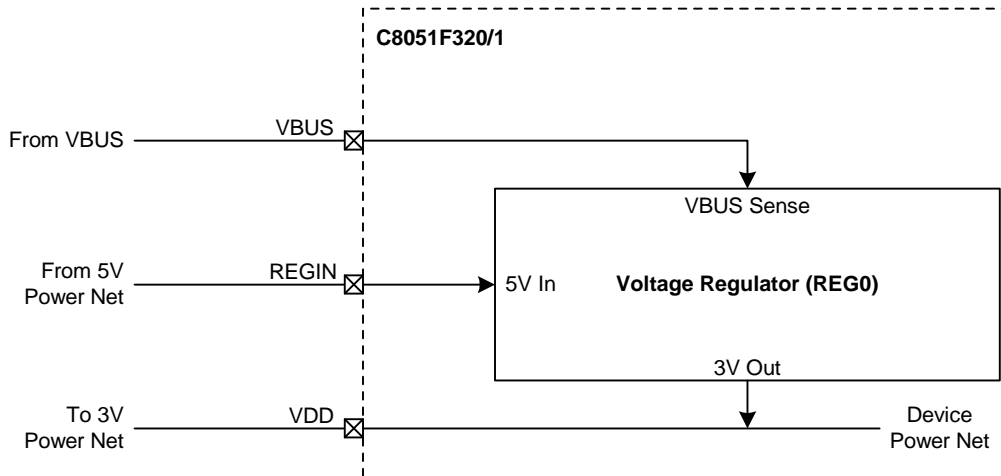 C8051F320/1
From VBUS
VBUS
VBUS Sense
From 5V
Power Net
REGIN
5V In
Voltage Regulator (REG0)
3V Out
To 3V
Power Net
VDD
Device
Power Net